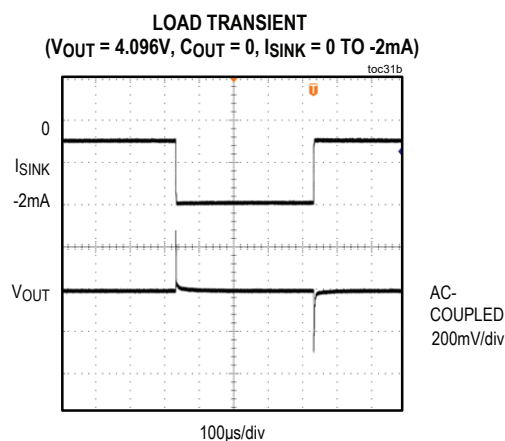 LOAD TRANSIENT
(VOUT = 4.096V, COUT = 0, ISINK = 0 TO -2mA)
toc31b
T
0
ISINK
-2mA
VOUT
AC-
COUPLED
200mV/div
100µs/div